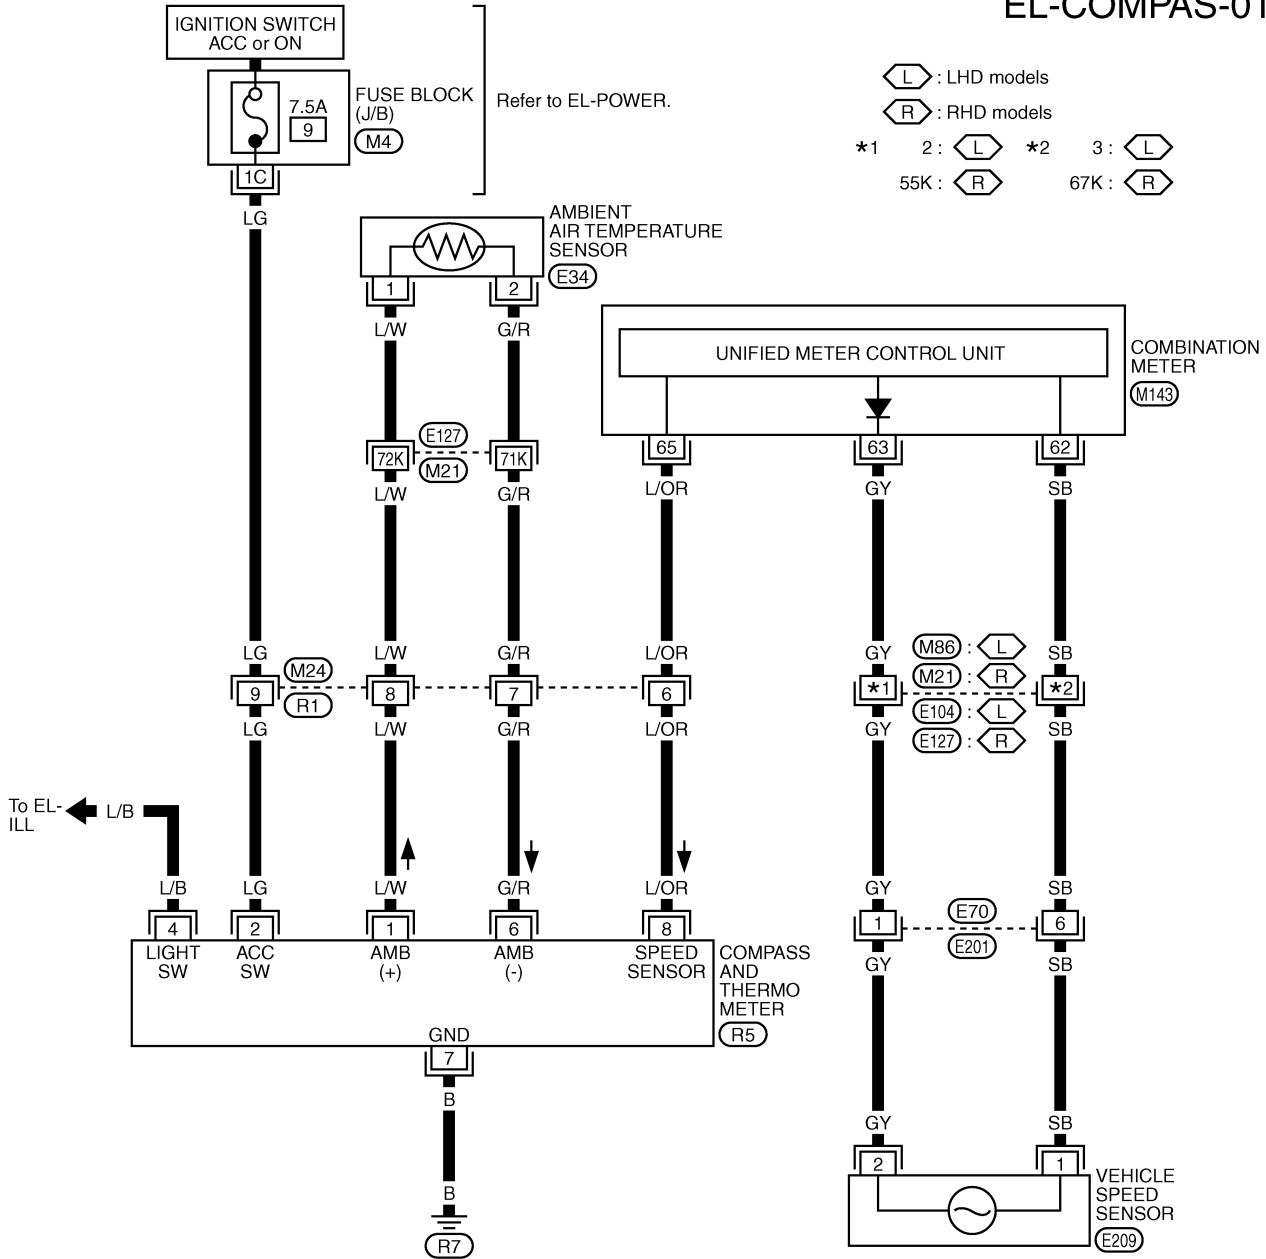 EL-COMPAS-01
IGNITION SWITCH
ACC or ON
7.5A
9
FUSE BLOCK
(J/B)
M4
Refer to EL-POWER.
L : LHD models
R : RHD models
*1 2 : L *2 3 : L
55K : R 67K : R
1C
LG
AMBIENT
AIR TEMPERATURE
SENSOR
E34
1 2
L/W G/R
UNIFIED METER CONTROL UNIT
COMBINATION
METER
M143
65 63 62
L/OR GY SB
E127
72K 71K
M21
L/W G/R
LG L/W G/R L/OR GY SB
M86 : L
M24
M21 : R
9 8 7 6 *1 *2
R1
E104 : L
LG L/W G/R L/OR GY SB
E127 : R
To EL-
ILL
L/B
L/B LG L/W G/R L/OR GY SB
4 2 1 6 8 1 6
E70
E201
LIGHT
SW
ACC
SW
AMB
(+)
AMB
(-)
SPEED
SENSOR
COMPASS
AND
THERMO
METER
R5
GY SB
GND
7
B
B
R7
GY SB
2 1
VEHICLE
SPEED
SENSOR
E209